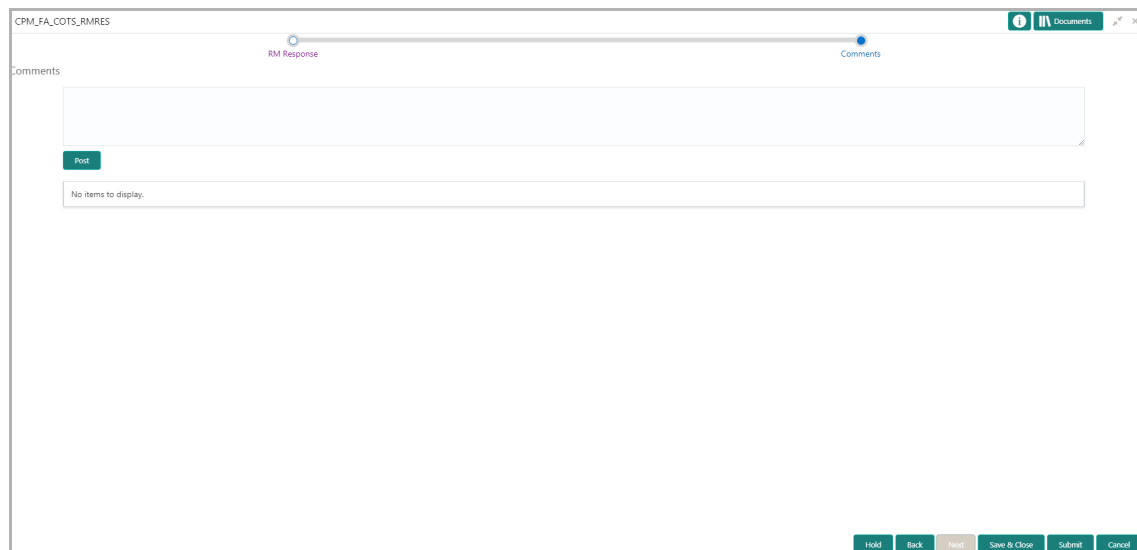 CPM_FA_COTS_RMRES
Documents
RM Response
Comments
Comments
Post
No items to display.
Hold
Back
Next
Save & Close
Submit
Cancel